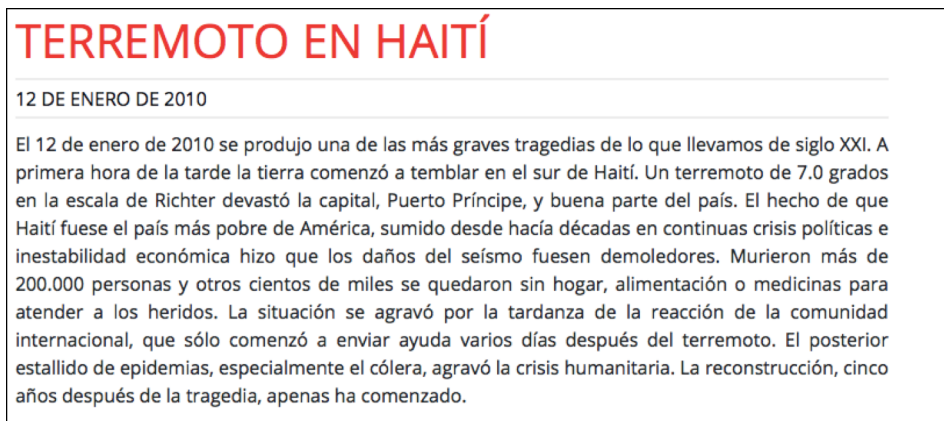 TERREMOTO EN HAITÍ
12 DE ENERO DE 2010
El 12 de enero de 2010 se produjo una de las más graves tragedias de lo que llevamos de siglo XXI. A
primera hora de la tarde la tierra comenzó a temblar en el sur de Haití. Un terremoto de 7.0 grados
en la escala de Richter devastó la capital, Puerto Príncipe, y buena parte del país. El hecho de que
Haití fuese el país más pobre de América, sumido desde hacía décadas en continuas crisis políticas e
inestabilidad económica hizo que los daños del seísmo fuesen demoledores. Murieron más de
200.000 personas y otros cientos de miles se quedaron sin hogar, alimentación o medicinas para
atender a los heridos. La situación se agravó por la tardanza de la reacción de la comunidad
internacional, que sólo comenzó a enviar ayuda varios días después del terremoto. El posterior
estallido de epidemias, especialmente el cólera, agravó la crisis humanitaria. La reconstrucción, cinco
años después de la tragedia, apenas ha comenzado.